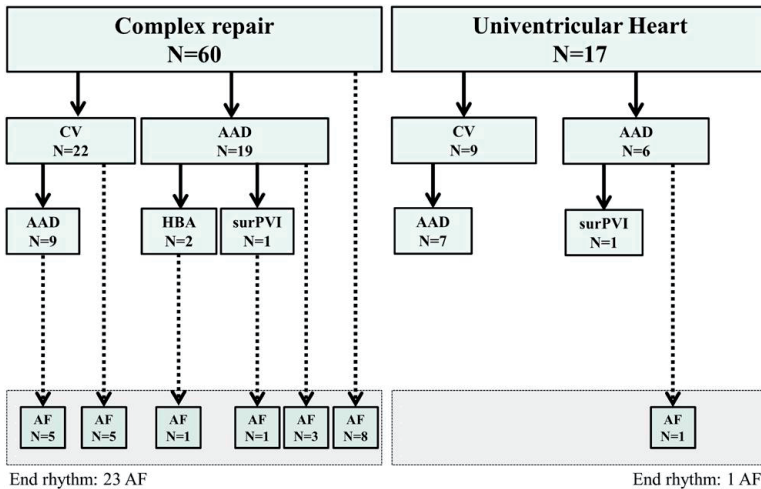 Complex repair
N=60
Univentricular Heart
N=17
CV
N=22
AAD
N=19
CV
N=9
AAD
N=6
AAD
N=9
HBA
N=2
surPVI
N=1
AAD
N=7
surPVI
N=1
AF
N=5
AF
N=5
AF
N=1
AF
N=1
AF
N=3
AF
N=8
AF
N=1
End rhythm: 23 AF
End rhythm: 1 AF